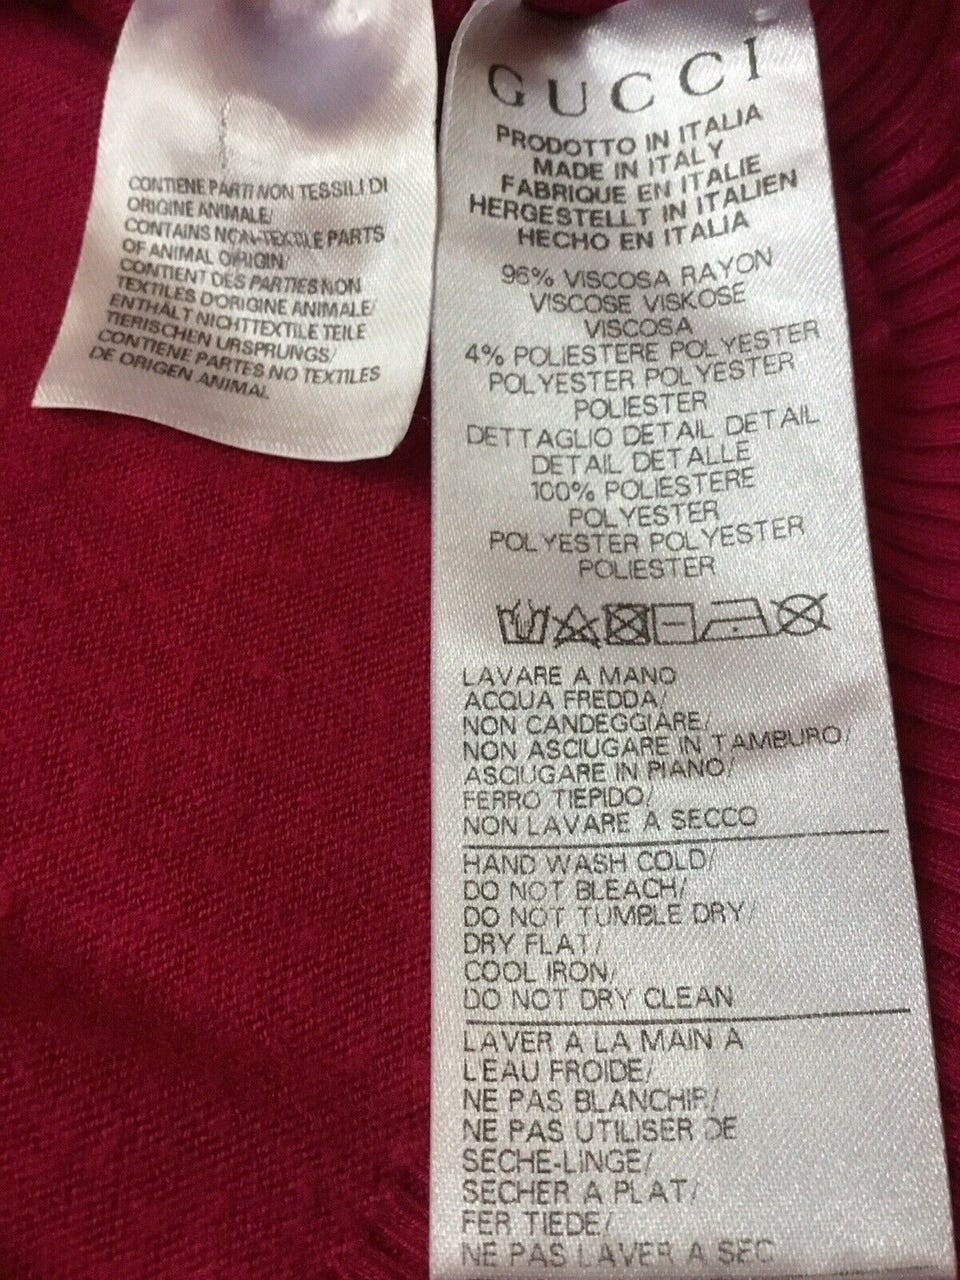 CONTIENE PARTI NON TESSILI DI
ORIGINE ANIMALE/
CONTAINS NON-TEXTILE PARTS
OF ANIMAL ORIGIN/
CONTIENT DES PARTIES NON
TEXTILES D'ORIGINE ANIMALE/
ENTHÄLT NICHTTEXTILE TEILE
TIERISCHEN URSPRUNGS/
CONTIENE PARTES NO TEXTILES
DE ORIGEN ANIMAL
GUCCI
PRODOTTO IN ITALIA
MADE IN ITALY
FABRIQUE EN ITALIE
HERGESTELLT IN ITALIEN
HECHO EN ITALIA
96% VISCOSA RAYON
VISCOSE VISKOSE
VISCOSA
4% POLIESTERE POLYESTER
POLYESTER POLYESTER
POLIESTER
DETTAGLIO DETAIL DETAIL
DETAIL DETALLE
100% POLIESTERE
POLYESTER
POLYESTER POLYESTER
POLIESTER
LAVARE A MANO
ACQUA FREDDA/
NON CANDEGGIARE/
NON ASCIUGARE IN TAMBURO/
ASCIUGARE IN PIANO/
FERRO TIEPIDO/
NON LAVARE A SECCO
HAND WASH COLD/
DO NOT BLEACH/
DO NOT TUMBLE DRY/
DRY FLAT/
COOL IRON/
DO NOT DRY CLEAN
LAVER A LA MAIN A
L'EAU FROIDE/
NE PAS BLANCHIR/
NE PAS UTILISER DE
SECHE-LINGE/
SECHER A PLAT/
FER TIEDE/
NE PAS LAVER A SEC